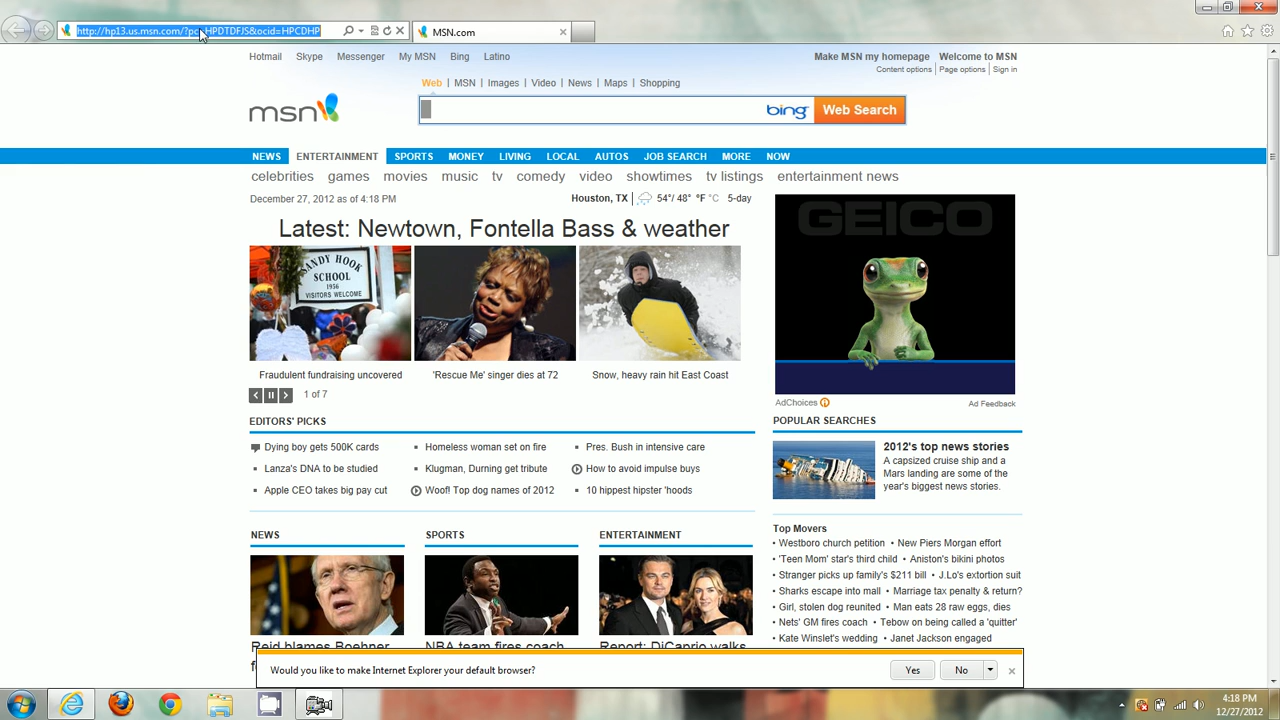 http://hp13.us.msn.com/?pc=HPDTDFJS&ocid=HPCDHP
MSN.com
Hotmail Skype Messenger My MSN Bing Latino
Make MSN my homepage Welcome to MSN
Content options Page options Sign in
Web MSN Images Video News Maps Shopping
msn
bing Web Search
NEWS ENTERTAINMENT SPORTS MONEY LIVING LOCAL AUTOS JOB SEARCH MORE NOW
celebrities games movies music tv comedy video showtimes tv listings entertainment news
December 27, 2012 as of 4:18 PM
Houston, TX 54°/ 48° °F °C 5-day
Latest: Newtown, Fontella Bass & weather
SANDY HOOK
SCHOOL
1956
VISITORS WELCOME
GEICO
Fraudulent fundraising uncovered
'Rescue Me' singer dies at 72
Snow, heavy rain hit East Coast
1 of 7
AdChoices
Ad Feedback
EDITORS' PICKS
Dying boy gets 500K cards
Homeless woman set on fire
Pres. Bush in intensive care
Lanza's DNA to be studied
Klugman, Durning get tribute
How to avoid impulse buys
Apple CEO takes big pay cut
Woof! Top dog names of 2012
10 hippest hipster 'hoods
POPULAR SEARCHES
2012's top news stories
A capsized cruise ship and a
Mars landing are some of the
year's biggest news stories.
Top Movers
Westboro church petition • New Piers Morgan effort
'Teen Mom' star's third child • Aniston's bikini photos
Stranger picks up family's $211 bill • J.Lo's extortion suit
Sharks escape into mall • Marriage tax penalty & return?
Girl, stolen dog reunited • Man eats 28 raw eggs, dies
Nets' GM fires coach • Tebow on being called a 'quitter'
Kate Winslet's wedding • Janet Jackson engaged
NEWS
SPORTS
ENTERTAINMENT
Reid blames Boehner
NBA team fires coach
Report: DiCaprio walks
Would you like to make Internet Explorer your default browser?
Yes No
4:18 PM
12/27/2012